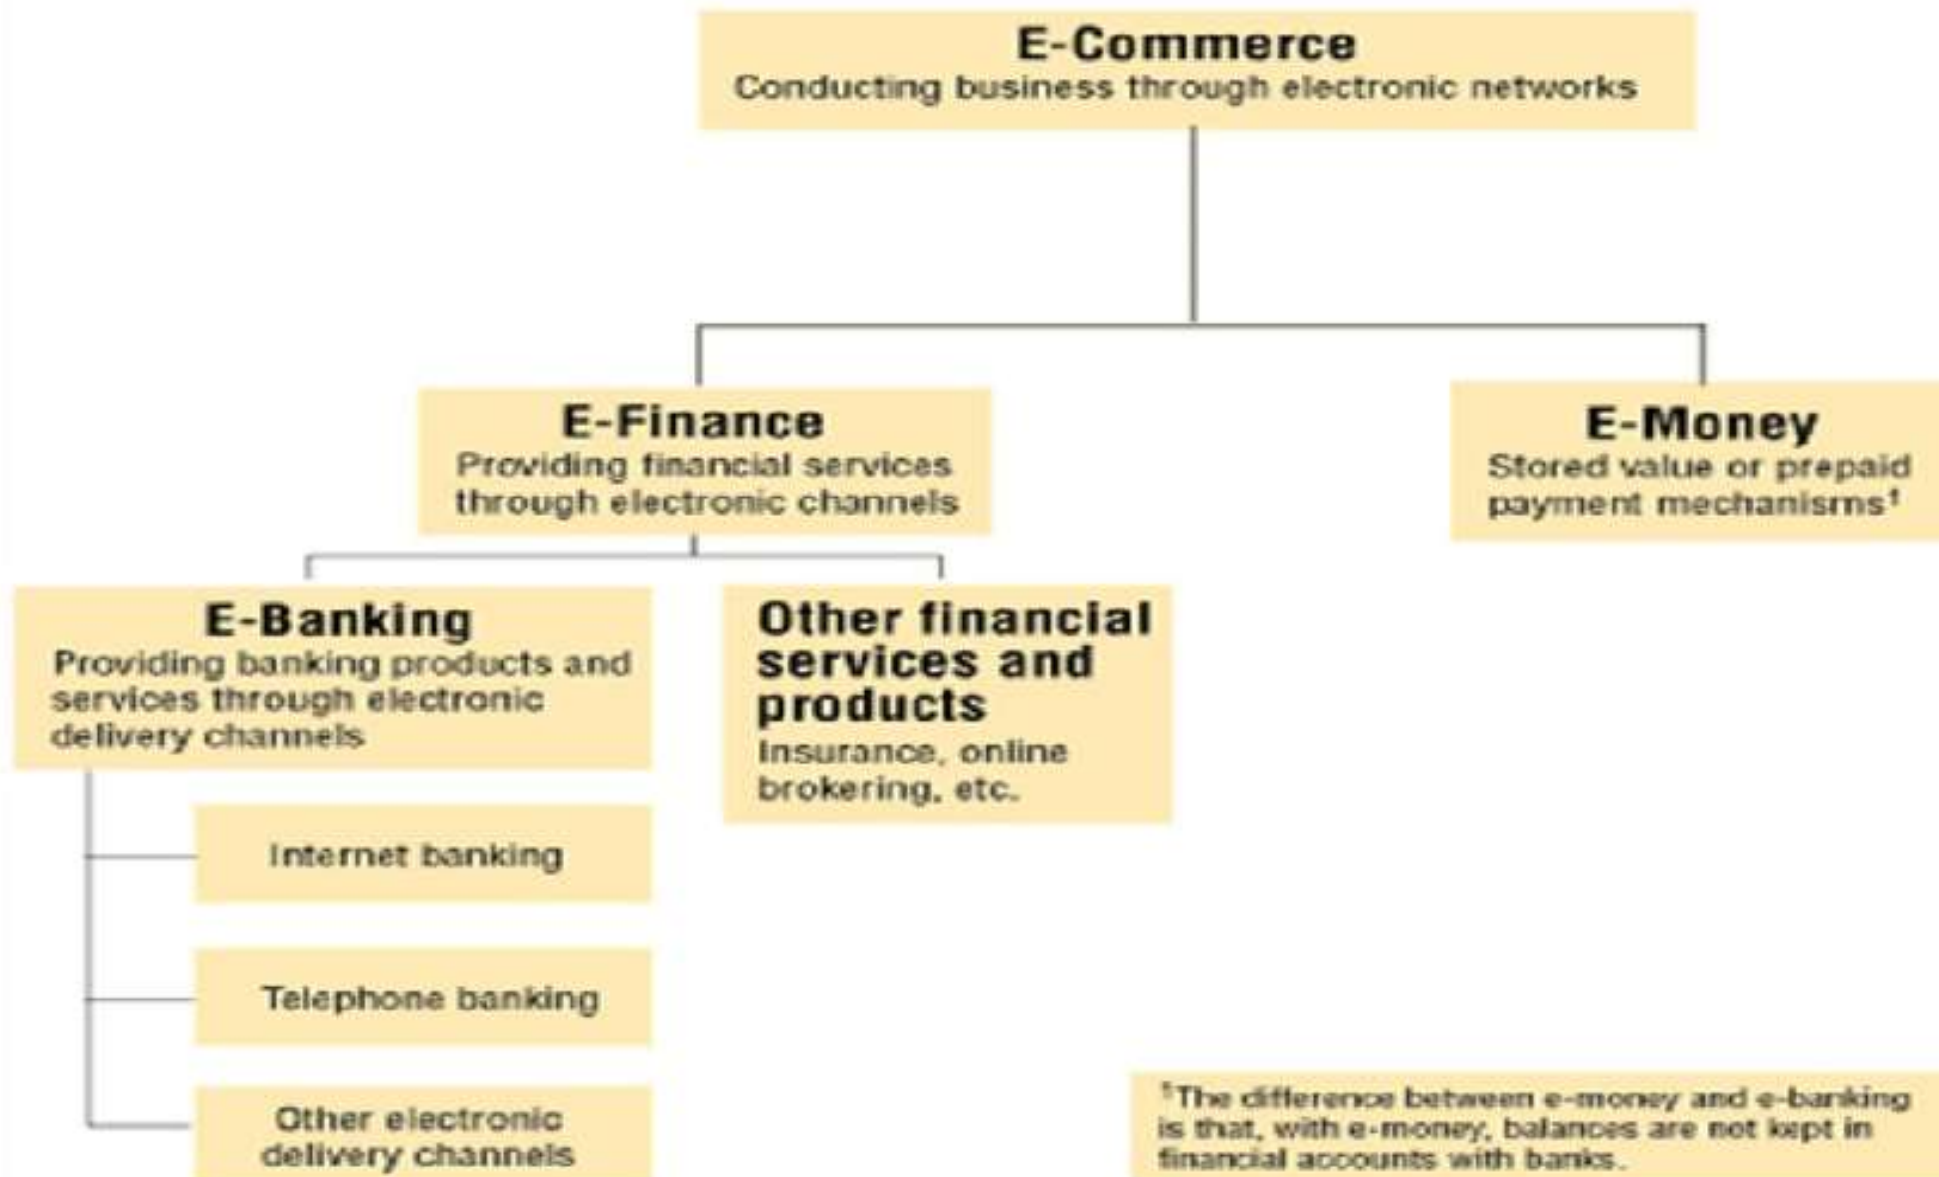 E-Commerce
Conducting business through electronic networks
E-Finance
Providing financial services
through electronic channels
E-Money
Stored value or prepaid
payment mechanisms¹
E-Banking
Providing banking products and
services through electronic
delivery channels
Other financial
services and
products
Insurance, online
brokering, etc.
Internet banking
Telephone banking
Other electronic
delivery channels
¹The difference between e-money and e-banking
is that, with e-money, balances are not kept in
financial accounts with banks.